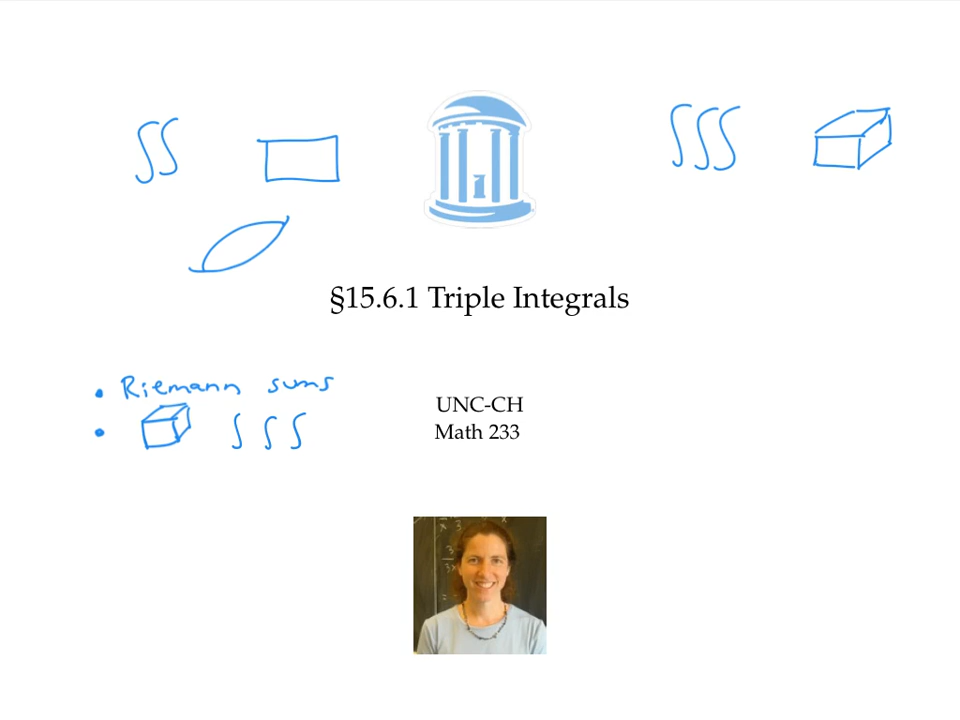 ∫∫
∫∫∫
§15.6.1 Triple Integrals
• Riemann sums
• ∫ ∫ ∫
UNC-CH
Math 233